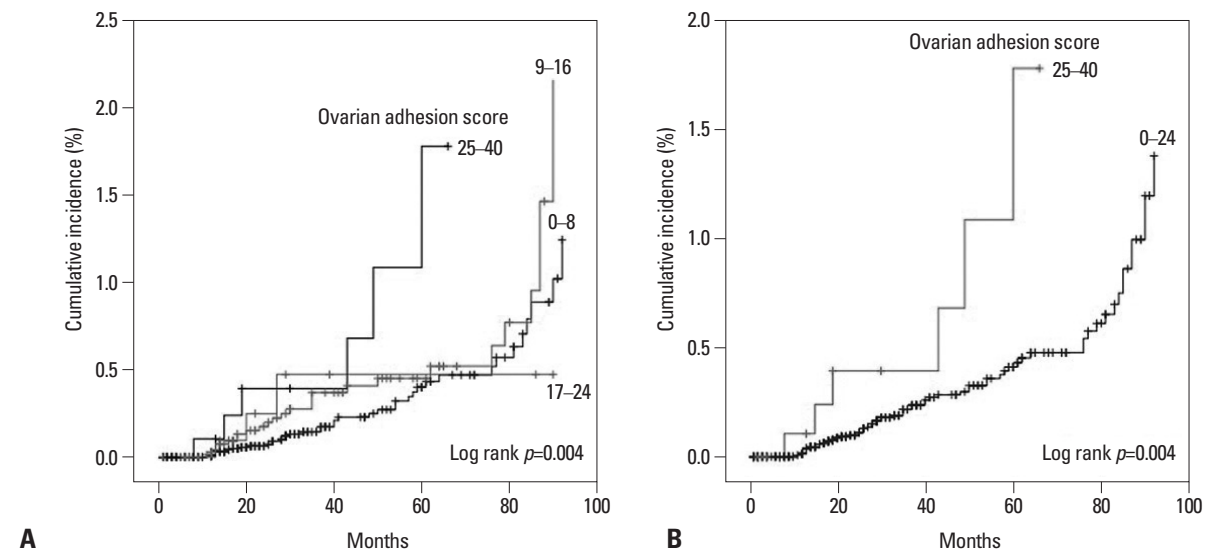 2.5
2.0
1.5
1.0
0.5
0.0
Cumulative incidence (%)
9–16
Ovarian adhesion score
25–40
0–8
17–24
Log rank p=0.004
0
20
40
60
80
100
Months
A
2.0
1.5
1.0
0.5
0.0
Cumulative incidence (%)
Ovarian adhesion score
25–40
0–24
Log rank p=0.004
0
20
40
60
80
100
Months
B